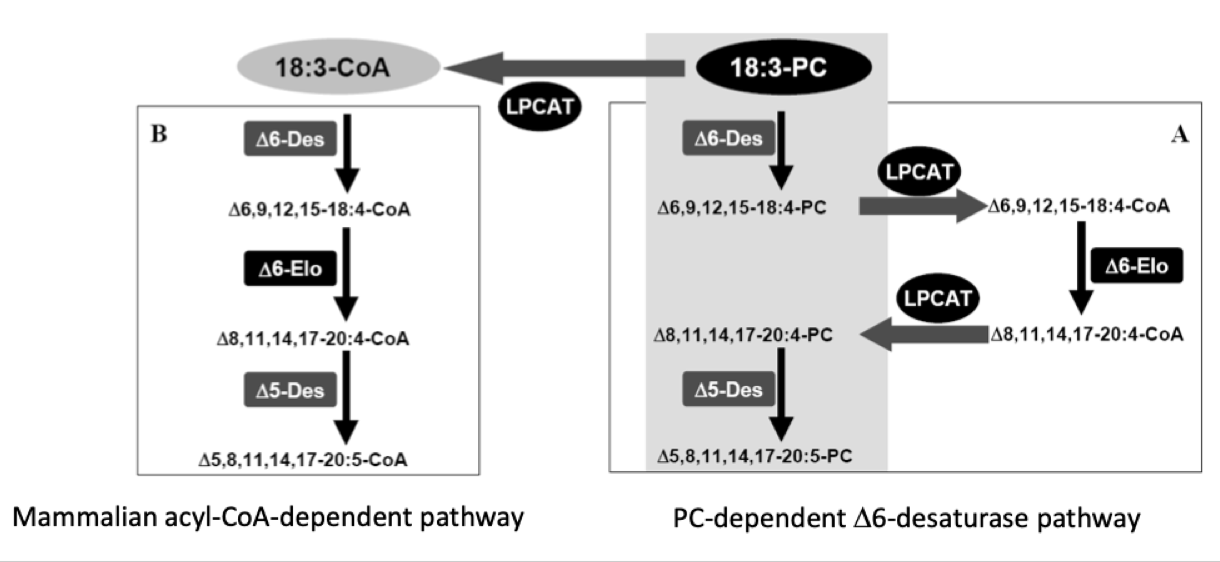 18:3-CoA
LPCAT
18:3-PC
B
Δ6-Des
Δ6,9,12,15-18:4-CoA
Δ6-Elo
Δ8,11,14,17-20:4-CoA
Δ5-Des
Δ5,8,11,14,17-20:5-CoA
A
Δ6-Des
Δ6,9,12,15-18:4-PC
LPCAT
Δ6,9,12,15-18:4-CoA
Δ6-Elo
LPCAT
Δ8,11,14,17-20:4-PC
Δ8,11,14,17-20:4-CoA
Δ5-Des
Δ5,8,11,14,17-20:5-PC
Mammalian acyl-CoA-dependent pathway
PC-dependent Δ6-desaturase pathway